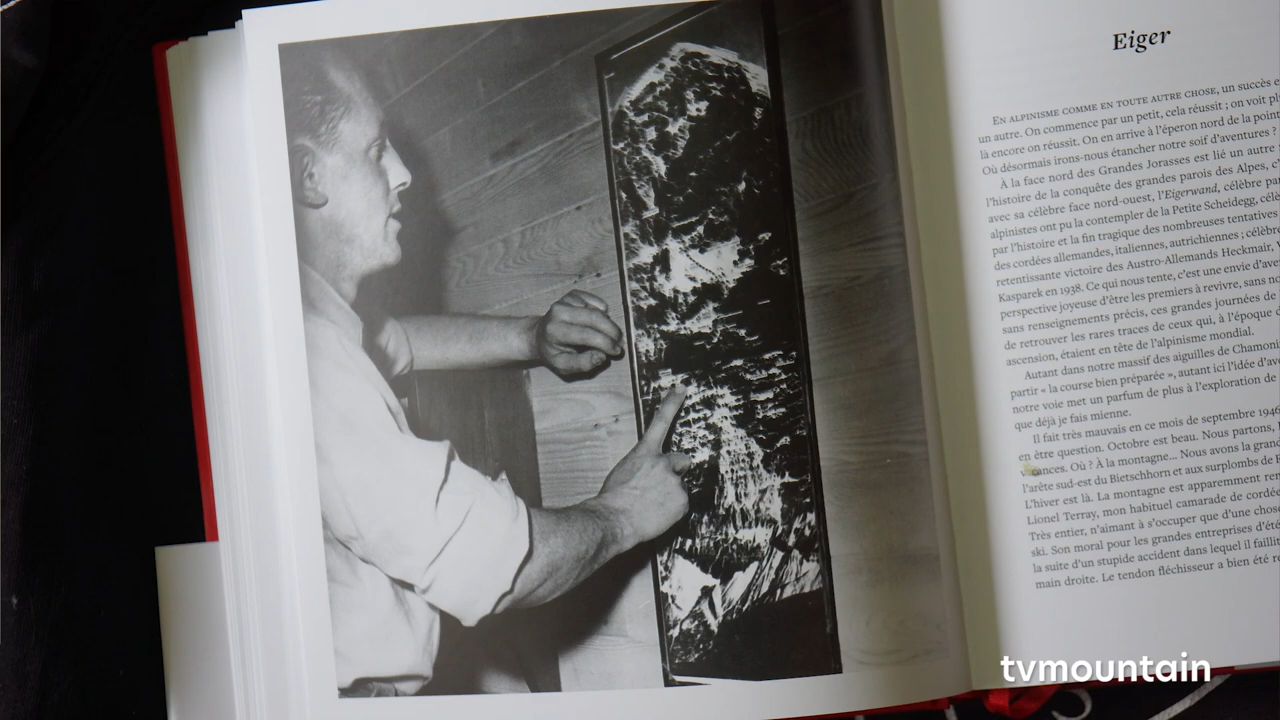 Eiger
EN ALPINISME COMME EN TOUTE AUTRE CHOSE, un succès e
un autre. On commence par un petit, cela réussit ; on voit pl
là encore on réussit. On en arrive à l'éperon nord de la point
Où désormais irons-nous étancher notre soif d'aventures ?
À la face nord des Grandes Jorasses est lié un autre
l'histoire de la conquête des grandes parois des Alpes, c'
avec sa célèbre face nord-ouest, l'Eigerwand, célèbre pa
alpinistes ont pu la contempler de la Petite Scheidegg, cél
par l'histoire et la fin tragique des nombreuses tentatives
des cordées allemandes, italiennes, autrichiennes ; célèbr
retentissante victoire des Austro-Allemands Heckmair,
Kasparek en 1938. Ce qui nous tente, c'est une envie d'ave
perspective joyeuse d'être les premiers à revivre, sans no
sans renseignements précis, ces grandes journées de
de retrouver les rares traces de ceux qui, à l'époque d
ascension, étaient en tête de l'alpinisme mondial.
Autant dans notre massif des aiguilles de Chamoni
partir « la course bien préparée », autant ici l'idée d'av
notre voie met un parfum de plus à l'exploration de
que déjà je fais mienne.
Il fait très mauvais en ce mois de septembre 1946
en être question. Octobre est beau. Nous partons,
cances. Où ? À la montagne... Nous avons la gran
l'arête sud-est du Bietschhorn et aux surplombs de E
L'hiver est là. La montagne est apparemment ren
Lionel Terray, mon habituel camarade de cordée
Très entier, n'aimant à s'occuper que d'une chos
ski. Son moral pour les grandes entreprises d'été
la suite d'un stupide accident dans lequel il faillit
main droite. Le tendon fléchisseur a bien été r
tvmountain